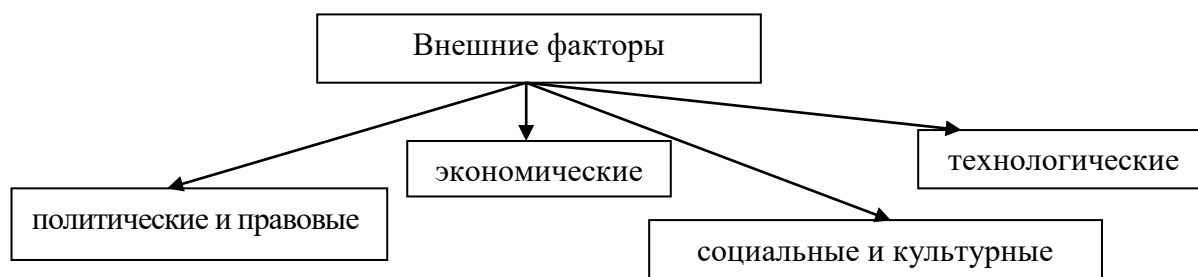 Внешние факторы
экономические
технологические
политические и правовые
социальные и культурные